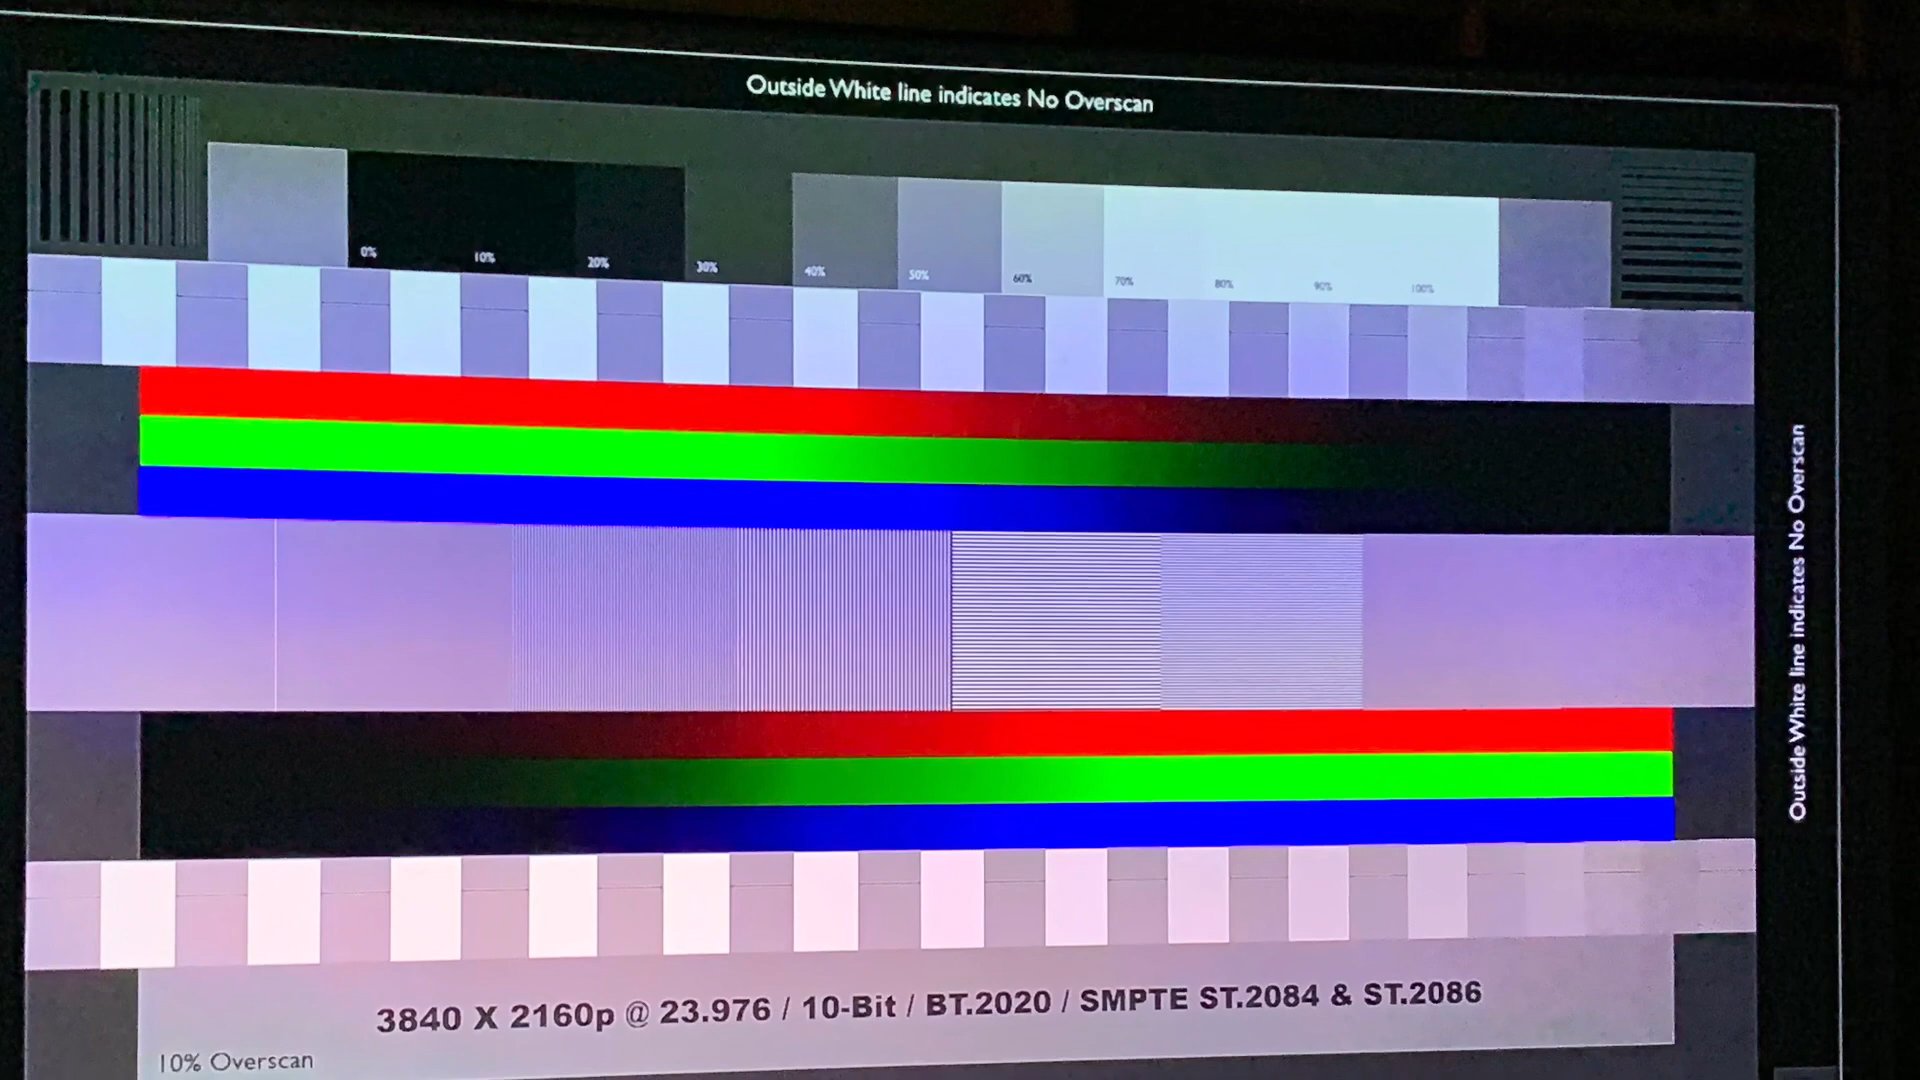 Outside White line indicates No Overscan
0% 10% 20% 30% 40% 50% 60% 70% 80% 90% 100%
Outside White line indicates No Overscan
3840 X 2160p @ 23.976 / 10-Bit / BT.2020 / SMPTE ST.2084 & ST.2086
10% Overscan